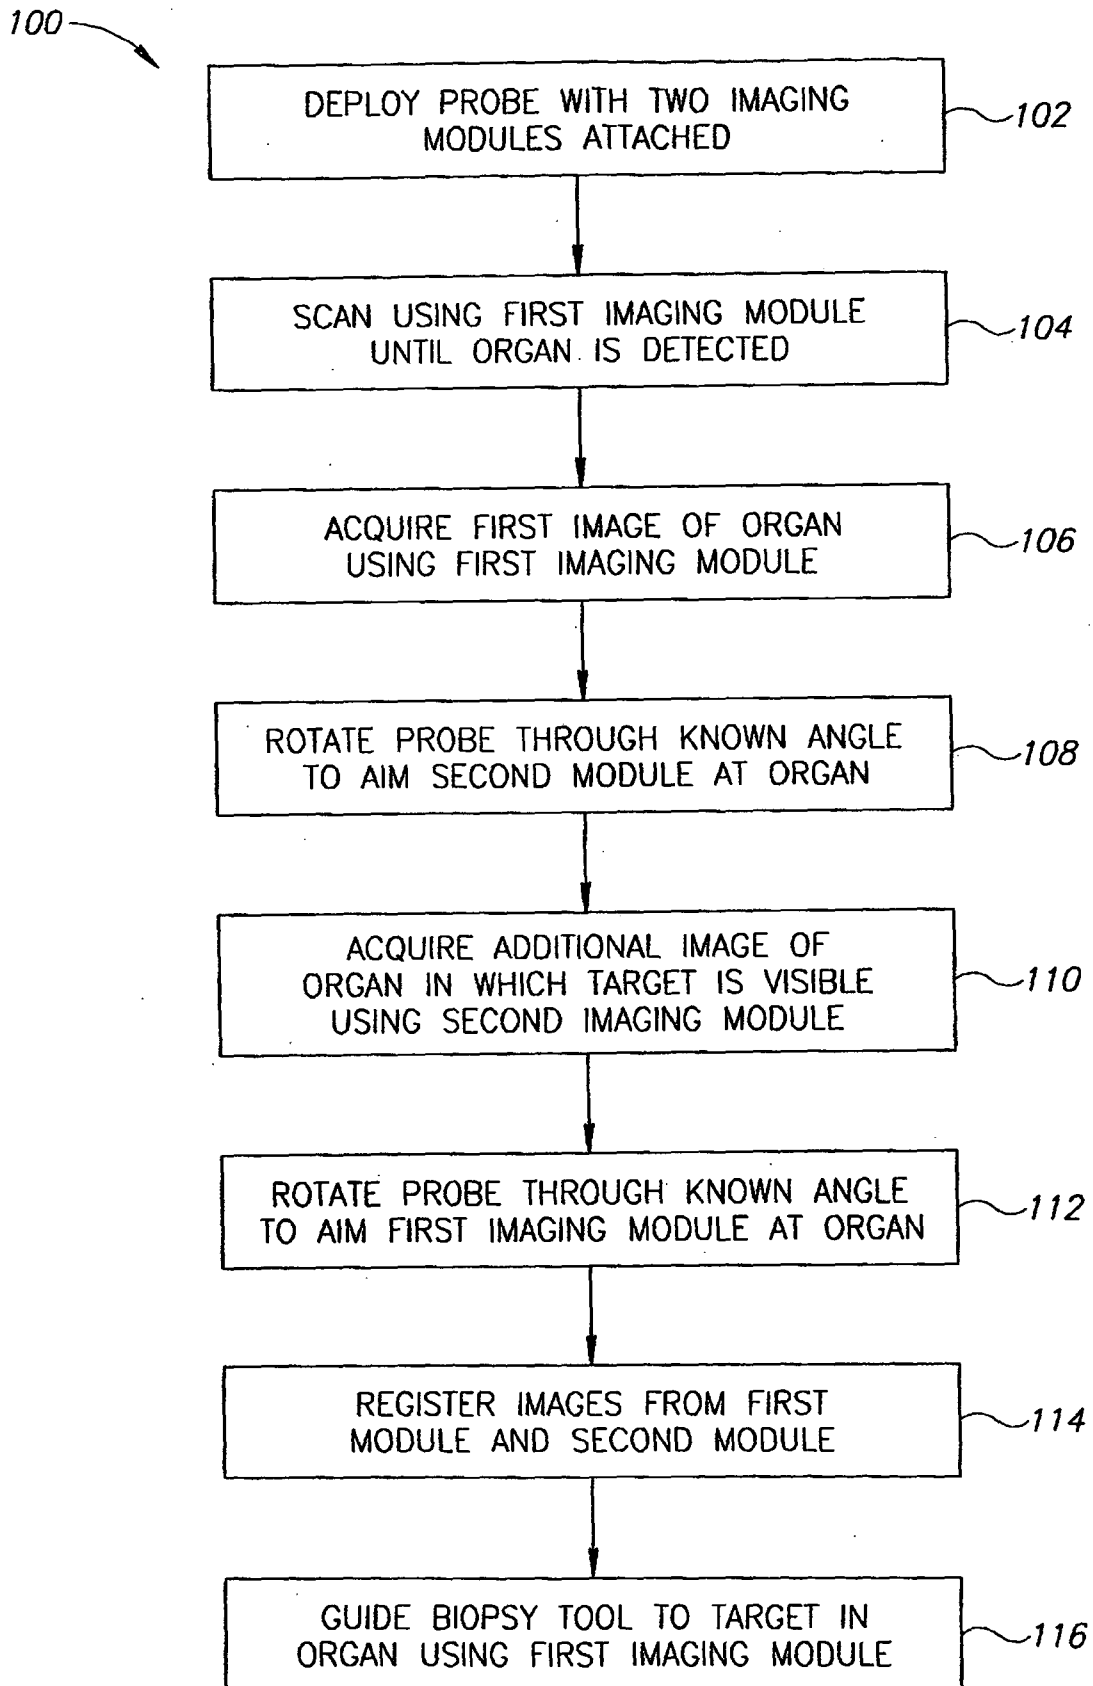 100
DEPLOY PROBE WITH TWO IMAGING
MODULES ATTACHED
102
SCAN USING FIRST IMAGING MODULE
UNTIL ORGAN IS DETECTED
104
ACQUIRE FIRST IMAGE OF ORGAN
USING FIRST IMAGING MODULE
106
ROTATE PROBE THROUGH KNOWN ANGLE
TO AIM SECOND MODULE AT ORGAN
108
ACQUIRE ADDITIONAL IMAGE OF
ORGAN IN WHICH TARGET IS VISIBLE
USING SECOND IMAGING MODULE
110
ROTATE PROBE THROUGH KNOWN ANGLE
TO AIM FIRST IMAGING MODULE AT ORGAN
112
REGISTER IMAGES FROM FIRST
MODULE AND SECOND MODULE
114
GUIDE BIOPSY TOOL TO TARGET IN
ORGAN USING FIRST IMAGING MODULE
116